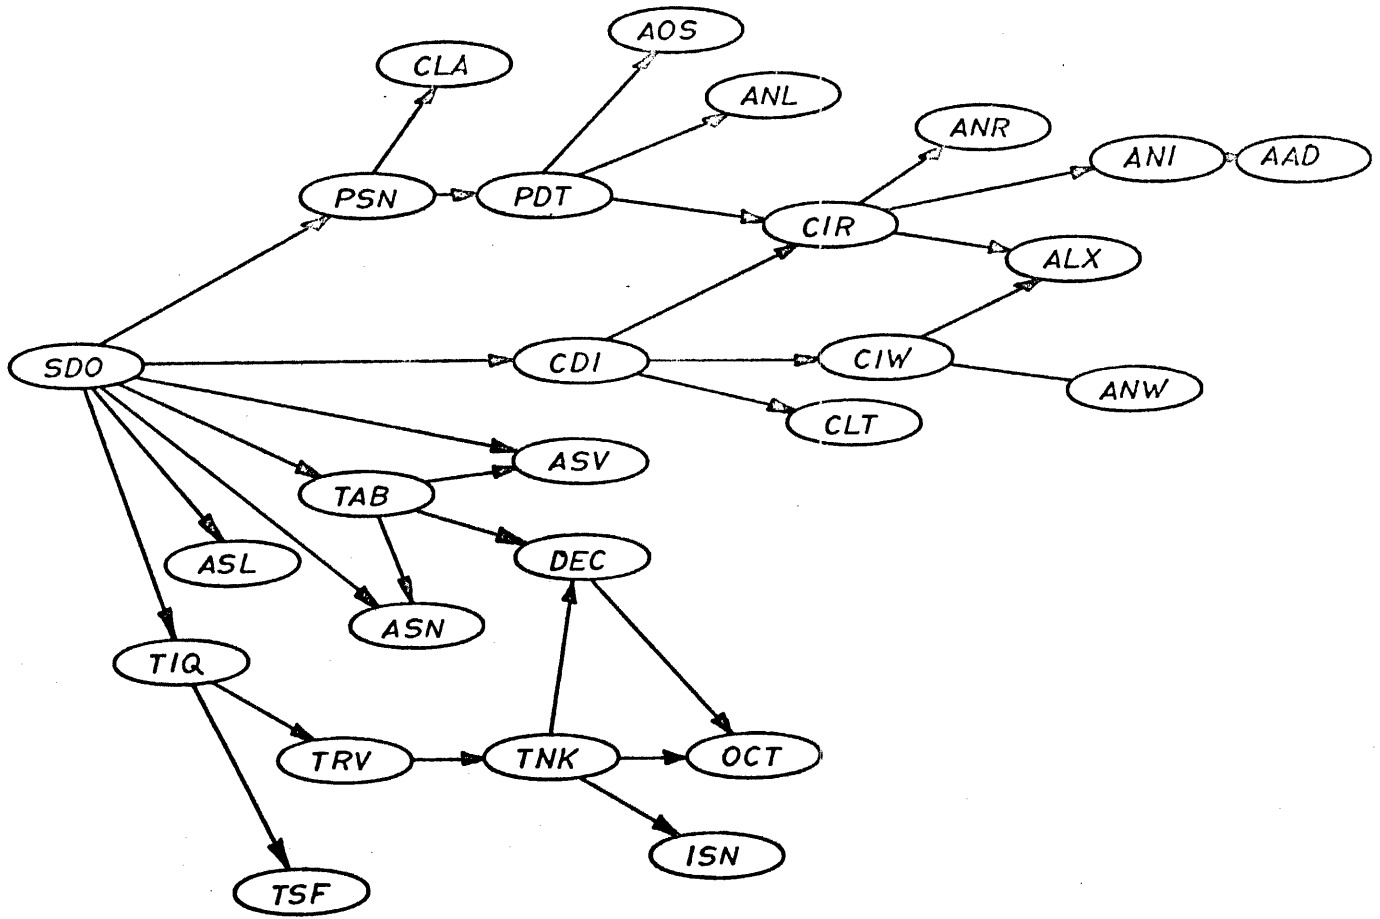 AOS
CLA
ANL
ANR
ANI
AAD
PSN
PDT
CIR
ALX
SDO
CDI
CIW
ANW
CLT
ASV
TAB
DEC
ASL
ASN
TIQ
TRV
TNK
OCT
ISN
TSF